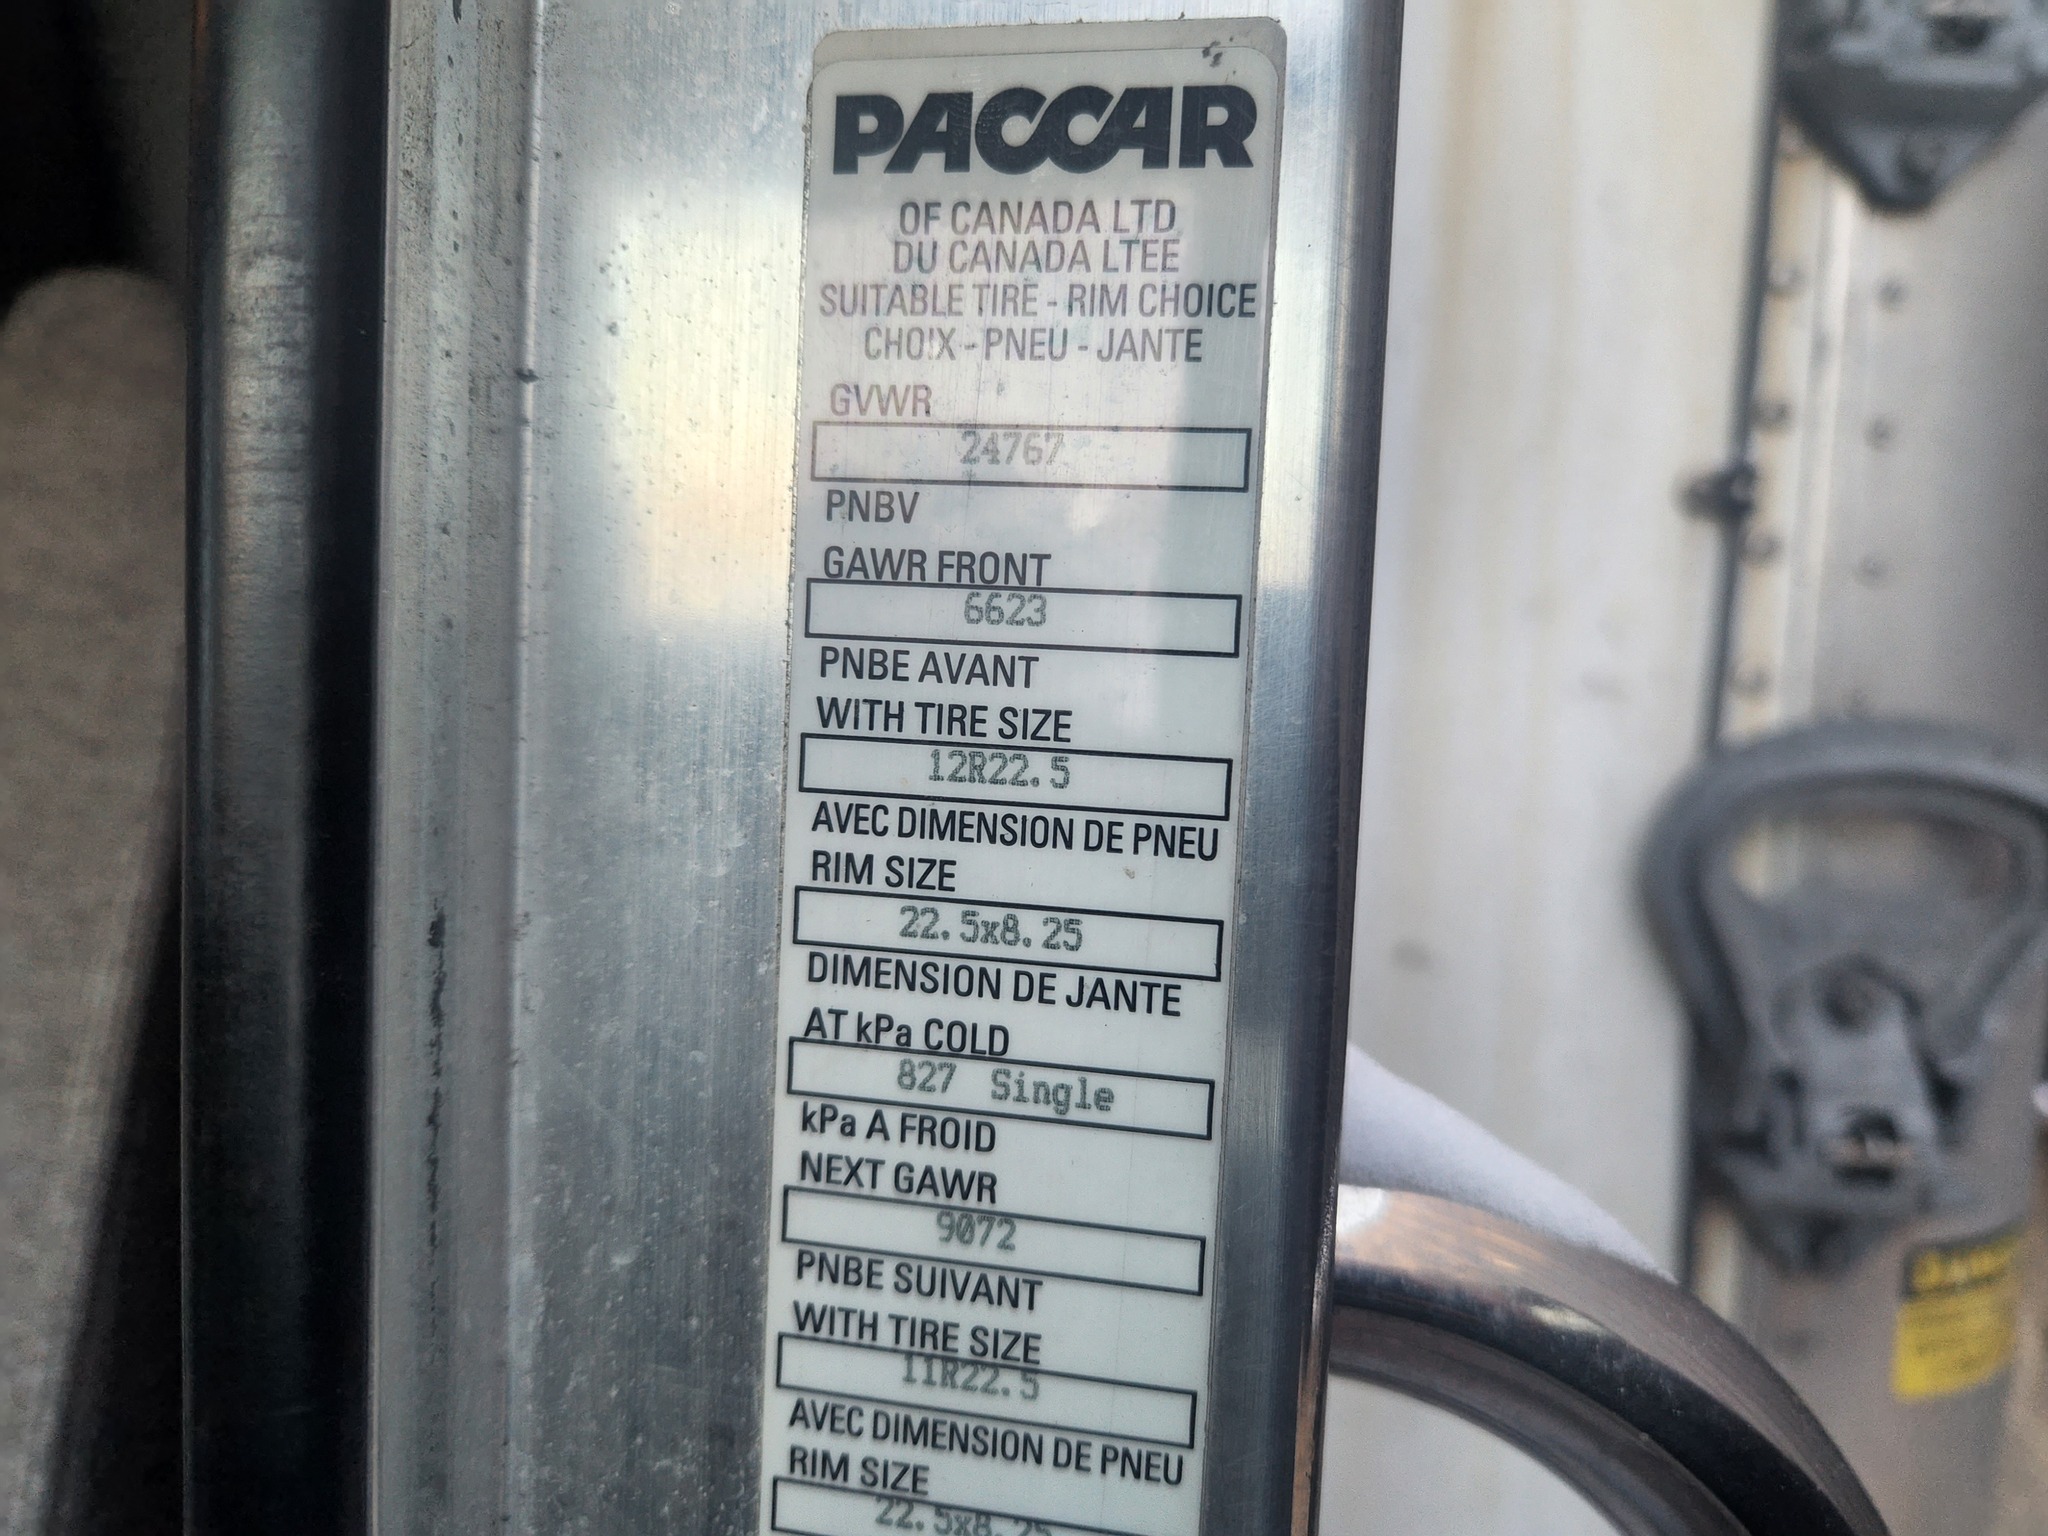 PACCAR
OF CANADA LTD
DU CANADA LTEE
SUITABLE TIRE - RIM CHOICE
CHOIX - PNEU - JANTE
GVWR
24767
PNBV
GAWR FRONT
6623
PNBE AVANT
WITH TIRE SIZE
12R22.5
AVEC DIMENSION DE PNEU
RIM SIZE
22.5x8.25
DIMENSION DE JANTE
AT kPa COLD
827 Single
kPa A FROID
NEXT GAWR
9072
PNBE SUIVANT
WITH TIRE SIZE
11R22.5
AVEC DIMENSION DE PNEU
RIM SIZE
22.5x8.25